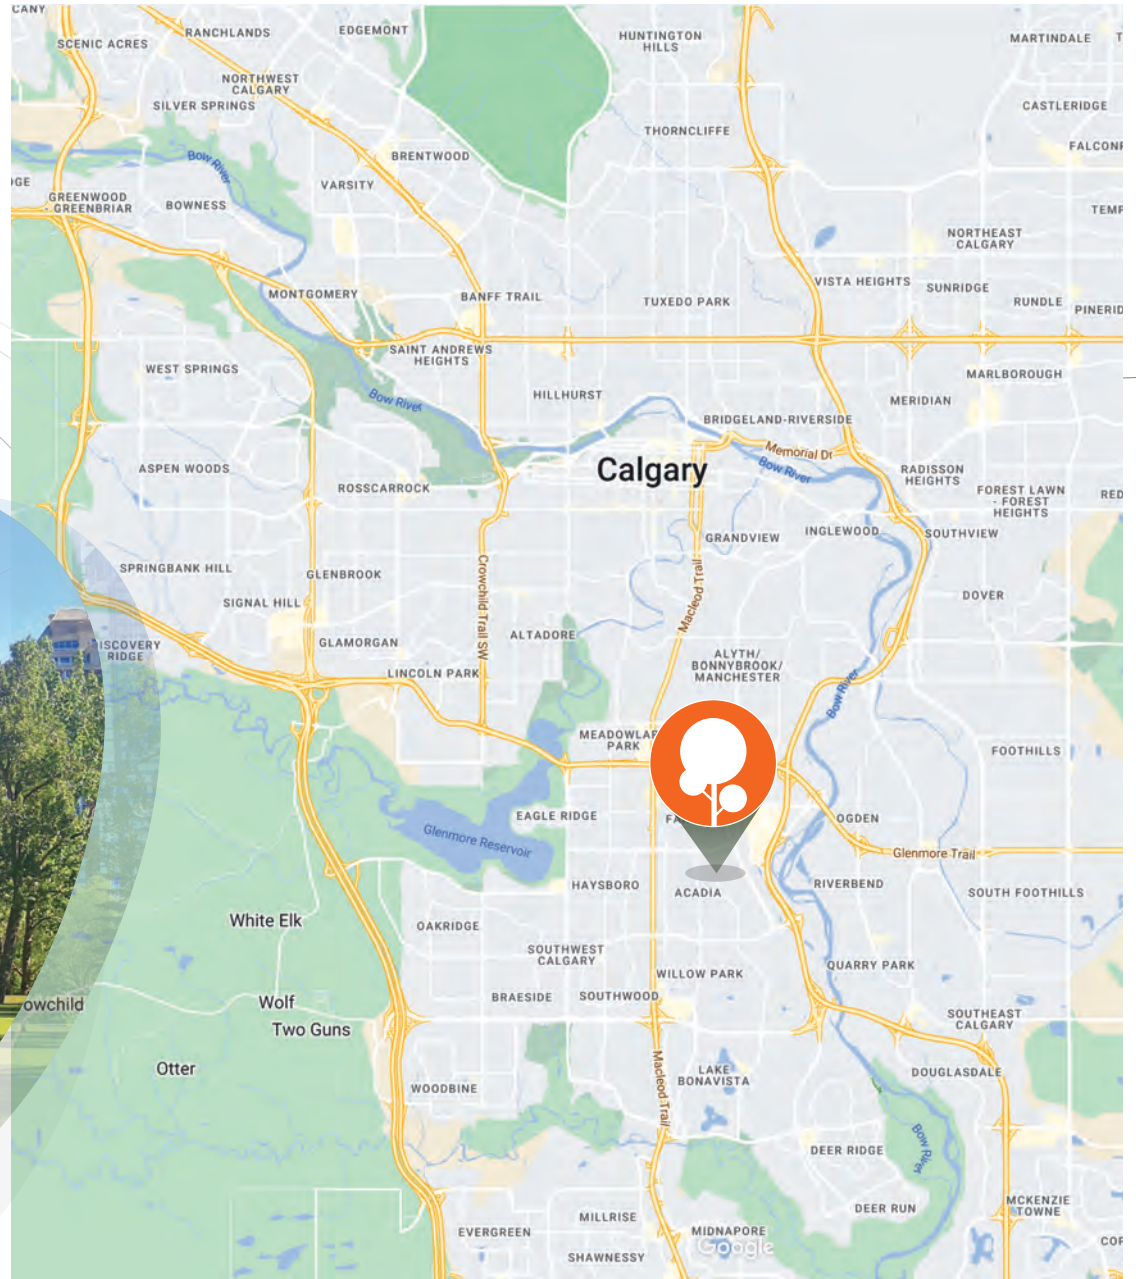 CANY
SCENIC ACRES
RANCHLANDS
EDGEMONT
HUNTINGTON
HILLS
MARTINDALE
NORTHWEST
CALGARY
SILVER SPRINGS
CASTLERIDGE
THORNCLIFFE
BRENTWOOD
Bow River
VARSITY
GREENWOOD
- GREENBRIAR
BOWNESS
NORTHEAST
CALGARY
MONTGOMERY
BANFF TRAIL
TUXEDO PARK
VISTA HEIGHTS
SUNRIDGE
RUNDLE
SAINT ANDREWS
HEIGHTS
WEST SPRINGS
MARLBOROUGH
Bow River
HILLHURST
MERIDIAN
BRIDGELAND-RIVERSIDE
Memorial Dr
Calgary
Bow River
ASPEN WOODS
ROSSCARROCK
RADISSON
HEIGHTS
FOREST LAWN
- FOREST
HEIGHTS
RED
GRANDVIEW
INGLEWOOD
SOUTHVIEW
SPRINGBANK HILL
GLENBROOK
Crowchild Trail SW
Macleod Trail
SIGNAL HILL
DOVER
ISCOVERY
RIDGE
GLAMORGAN
ALTADORE
LINCOLN PARK
ALYTH/
BONNYBROOK/
MANCHESTER
Bow River
MEADOWLAR
PARK
FOOTHILLS
EAGLE RIDGE
FA
OGDEN
Glenmore Reservoir
Glenmore Trail
HAYSBORO
ACADIA
RIVERBEND
SOUTH FOOTHILLS
White Elk
OAKRIDGE
SOUTHWEST
CALGARY
WILLOW PARK
QUARRY PARK
owchild
Wolf
BRAESIDE
SOUTHWOOD
Two Guns
SOUTHEAST
CALGARY
Otter
Macleod Trail
WOODBINE
LAKE
BONAVISTA
DOUGLASDALE
Bow River
DEER RIDGE
MCKENZIE
TOWNE
DEER RUN
MILLRISE
EVERGREEN
MIDNAPORE
Google
SHAWNESSY